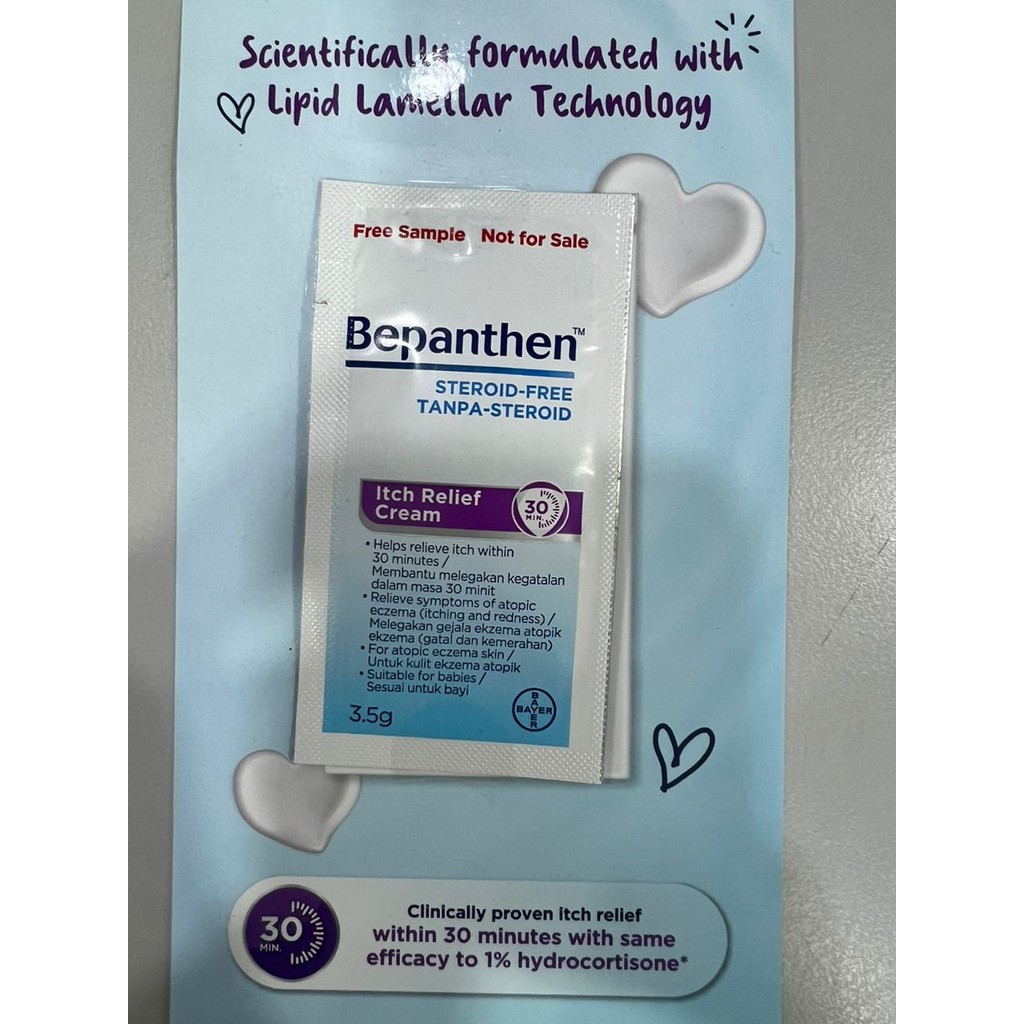 Scientifically formulated with
Lipid Lamellar Technology
Free Sample Not for Sale
Bepanthen™
STEROID-FREE
TANPA-STEROID
Itch Relief
Cream
30
MIN.
• Helps relieve itch within
30 minutes /
Membantu melegakan kegatalan
dalam masa 30 minit
• Relieve symptoms of atopic
eczema (itching and redness) /
Melegakan gejala ekzema atopik
ekzema (gatal dan kemerahan)
• For atopic eczema skin /
Untuk kulit ekzema atopik
• Suitable for babies /
Sesuai untuk bayi
3.5g
BAYER
BAYER
30
MIN.
Clinically proven itch relief
within 30 minutes with same
efficacy to 1% hydrocortisone*